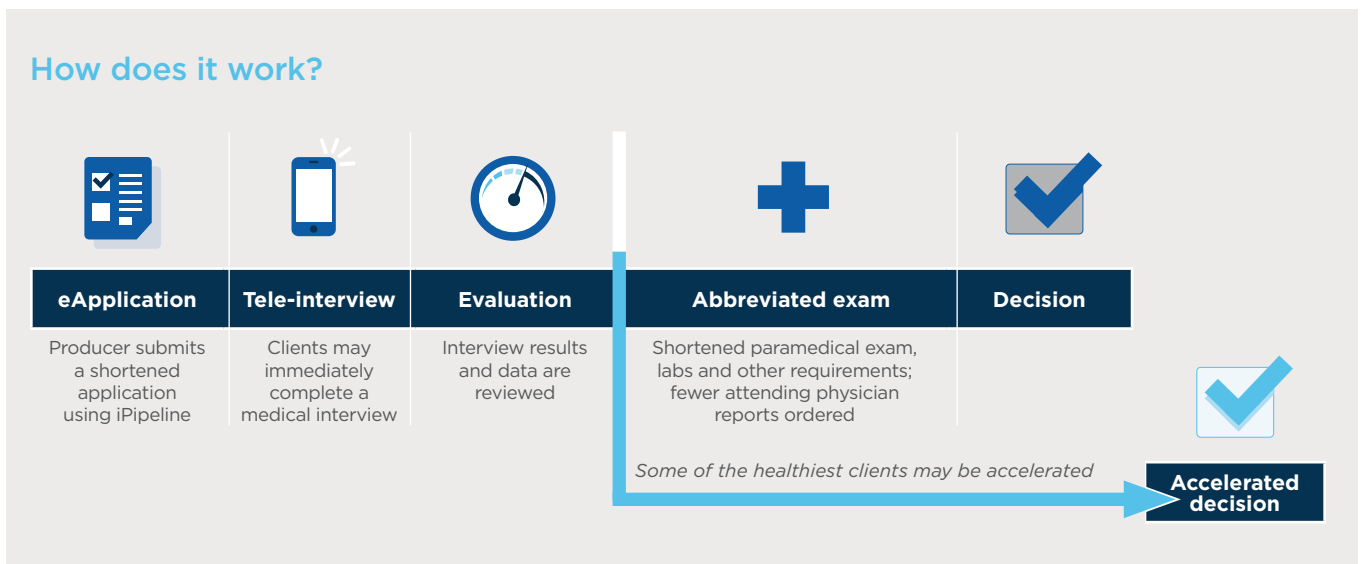 How does it work?
eApplication
Tele-interview
Evaluation
Abbreviated exam
Decision
Producer submits
a shortened
application
using iPipeline
Clients may
immediately
complete a
medical interview
Interview results
and data are
reviewed
Shortened paramedical exam,
labs and other requirements;
fewer attending physician
reports ordered
Some of the healthiest clients may be accelerated
Accelerated
decision